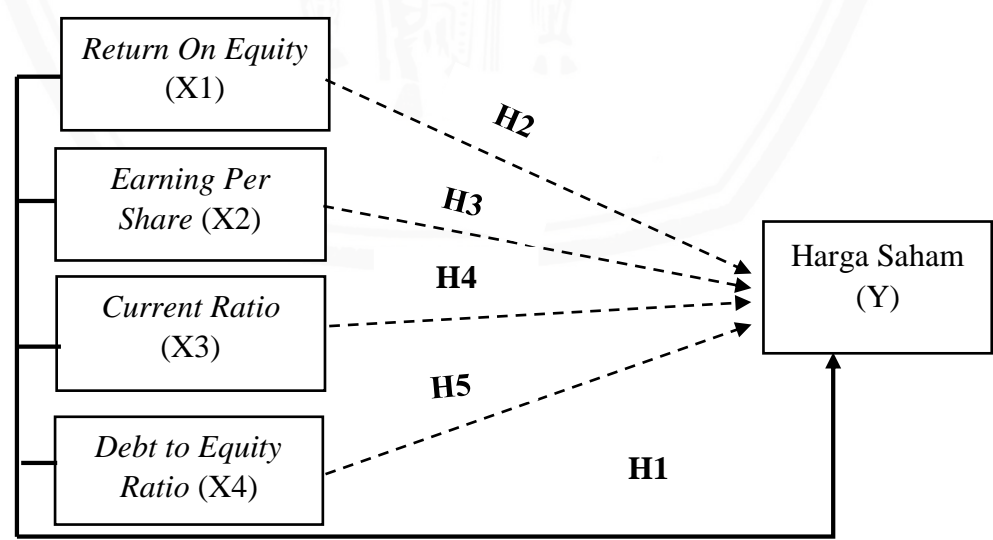 Return On Equity
(X1)
H2
Earning Per
Share (X2)
H3
Harga Saham
(Y)
H4
Current Ratio
(X3)
H5
Debt to Equity
Ratio (X4)
H1